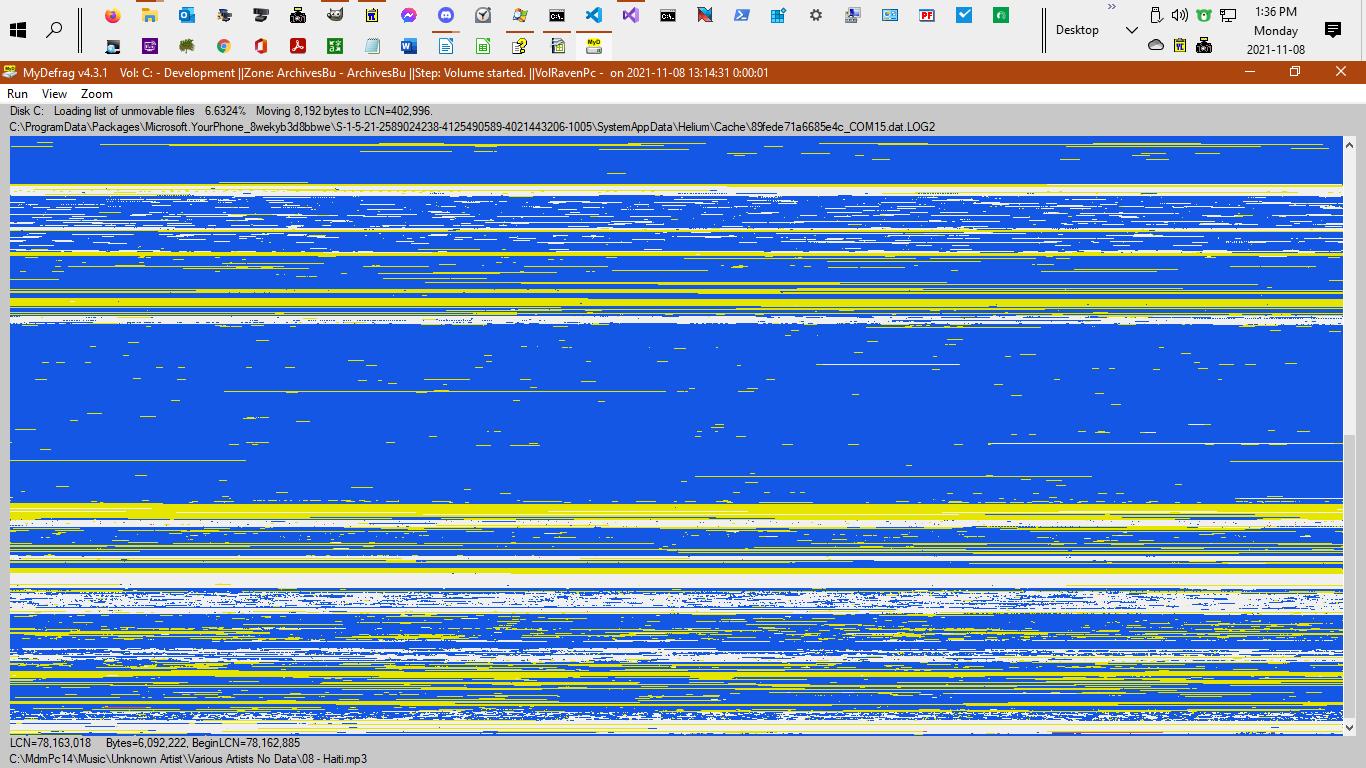 1:36 PM
Desktop
Monday
2021-11-08
MyDefrag v4.3.1 Vol: C: - Development ||Zone: ArchivesBu - ArchivesBu ||Step: Volume started. ||VolRavenPc - on 2021-11-08 13:14:31 0:00:01
Run View Zoom
Disk C: Loading list of unmovable files 6.6324% Moving 8,192 bytes to LCN=402,996.
C:\ProgramData\Packages\Microsoft.YourPhone_8wekyb3d8bbwe\S-1-5-21-2589024238-4125490589-4021443206-1005\SystemAppData\Helium\Cache\89fede71a6685e4c_COM15.dat.LOG2
LCN=78,163,018 Bytes=6,092,222, BeginLCN=78,162,885
C:\MdmPc14\Music\Unknown Artist\Various Artists No Data\08 - Haiti.mp3